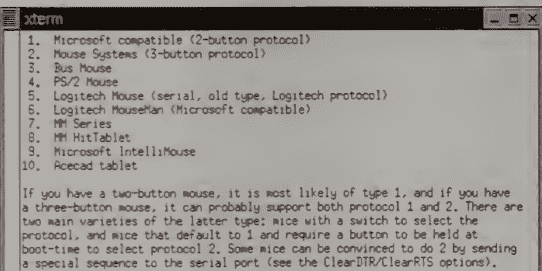 xterm
1. Microsoft compatible (2-button protocol)
2. Mouse Systems (3-button protocol)
3. Bus Mouse
4. PS/2 Mouse
5. Logitech Mouse (serial, old type, Logitech protocol)
6. Logitech MouseMan (Microsoft compatible)
7. MM Series
8. MM HitTablet
9. Microsoft IntelliMouse
10. Acecad tablet
If you have a two-button mouse, it is most likely of type 1, and if you have
a three-button mouse, it can probably support both protocol 1 and 2. There are
two main varieties of the latter type: mice with a switch to select the
protocol, and mice that default to 1 and require a button to be held at
boot-time to select protocol 2. Some mice can be convinced to do 2 by sending
a special sequence to the serial port (see the ClearDTR/ClearRTS options).